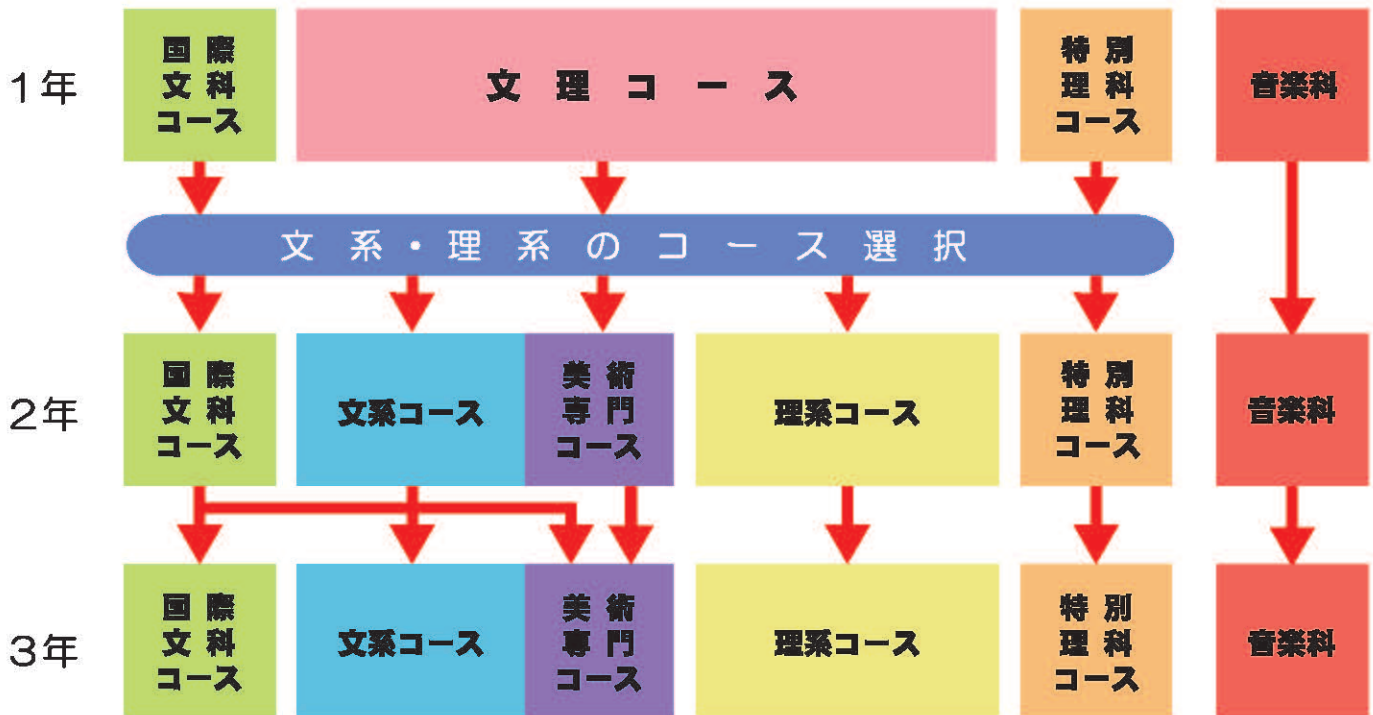 1年
国際
文科
コース
文理コース
特別
理科
コース
音楽科
文系・理系のコース選択
2年
国際
文科
コース
文系コース
美術
専門
コース
理系コース
特別
理科
コース
音楽科
3年
国際
文科
コース
文系コース
美術
専門
コース
理系コース
特別
理科
コース
音楽科